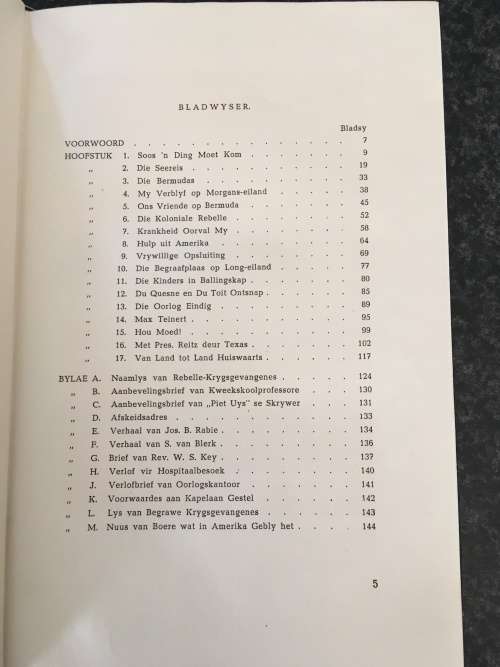 BLADWYSER.
Bladsy
VOORWOORD . . . . . . . . . . . . . . . 7
HOOFSTUK 1. Soos 'n Ding Moet Kom . . . . . . . 9
„ 2. Die Seereis . . . . . . . . . . 19
„ 3. Die Bermudas . . . . . . . . . 33
„ 4. My Verblyf op Morgans-eiland . . . . . 38
„ 5. Ons Vriende op Bermuda . . . . . . 45
„ 6. Die Koloniale Rebelle . . . . . . . 52
„ 7. Krankheid Oorval My . . . . . . . 58
„ 8. Hulp uit Amerika . . . . . . . . 64
„ 9. Vrywillige Opsluiting . . . . . . . 69
„ 10. Die Begraafplaas op Long-eiland . . . . . 77
„ 11. Die Kinders in Ballingskap . . . . . . 80
„ 12. Du Quesne en Du Toit Ontsnap . . . . . 85
„ 13. Die Oorlog Eindig . . . . . . . . 89
„ 14. Max Teinert . . . . . . . . . 95
„ 15. Hou Moed! . . . . . . . . . 99
„ 16. Met Pres. Reitz deur Texas . . . . . . 102
„ 17. Van Land tot Land Huiswaarts . . . . . 117
BYLAE A. Naamlys van Rebelle-Krygsgevangenes . . . . 124
„ B. Aanbevelingsbrief van Kweekskoolprofessore . . 130
„ C. Aanbevelingsbrief van „Piet Uys” se Skrywer . . 131
„ D. Afskeidsadres . . . . . . . . . . 133
„ E. Verhaal van Jos. B. Rabie . . . . . . . 134
„ F. Verhaal van S. van Blerk . . . . . . . 136
„ G. Brief van Rev. W. S. Key . . . . . . . 137
„ H. Verlof vir Hospitaalbesoek . . . . . . . 140
„ J. Verlofbrief van Oorlogskantoor . . . . . . 141
„ K. Voorwaardes aan Kapelaan Gestel . . . . . 142
„ L. Lys van Begrawe Krygsgevangenes . . . . . 143
„ M. Nuus van Boere wat in Amerika Gebly het . . . . 144
5